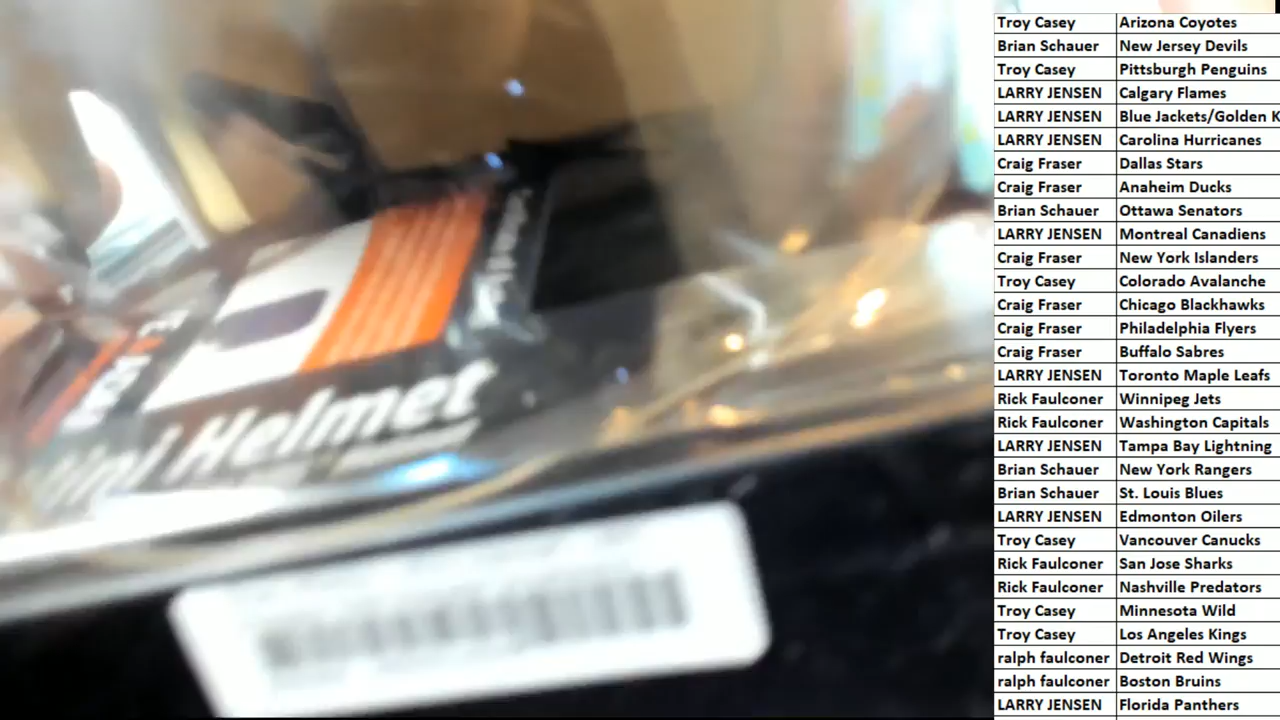 Helmet
Troy Casey Arizona Coyotes
Brian Schauer New Jersey Devils
Troy Casey Pittsburgh Penguins
LARRY JENSEN Calgary Flames
LARRY JENSEN Blue Jackets/Golden K
LARRY JENSEN Carolina Hurricanes
Craig Fraser Dallas Stars
Craig Fraser Anaheim Ducks
Brian Schauer Ottawa Senators
LARRY JENSEN Montreal Canadiens
Craig Fraser New York Islanders
Troy Casey Colorado Avalanche
Craig Fraser Chicago Blackhawks
Craig Fraser Philadelphia Flyers
Craig Fraser Buffalo Sabres
LARRY JENSEN Toronto Maple Leafs
Rick Faulconer Winnipeg Jets
Rick Faulconer Washington Capitals
LARRY JENSEN Tampa Bay Lightning
Brian Schauer New York Rangers
Brian Schauer St. Louis Blues
LARRY JENSEN Edmonton Oilers
Troy Casey Vancouver Canucks
Rick Faulconer San Jose Sharks
Rick Faulconer Nashville Predators
Troy Casey Minnesota Wild
Troy Casey Los Angeles Kings
ralph faulconer Detroit Red Wings
ralph faulconer Boston Bruins
LARRY JENSEN Florida Panthers